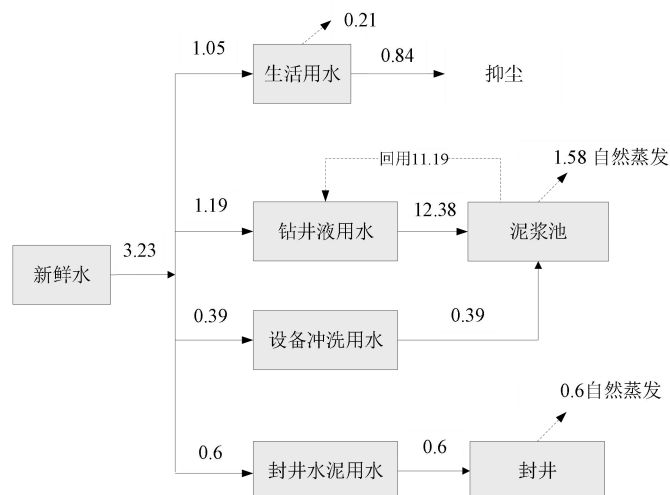 0.21
1.05
生活用水
0.84
抑尘
回用11.19
1.58 自然蒸发
1.19
钻井液用水
12.38
泥浆池
新鲜水
3.23
0.39
设备冲洗用水
0.39
0.6自然蒸发
0.6
封井水泥用水
0.6
封井